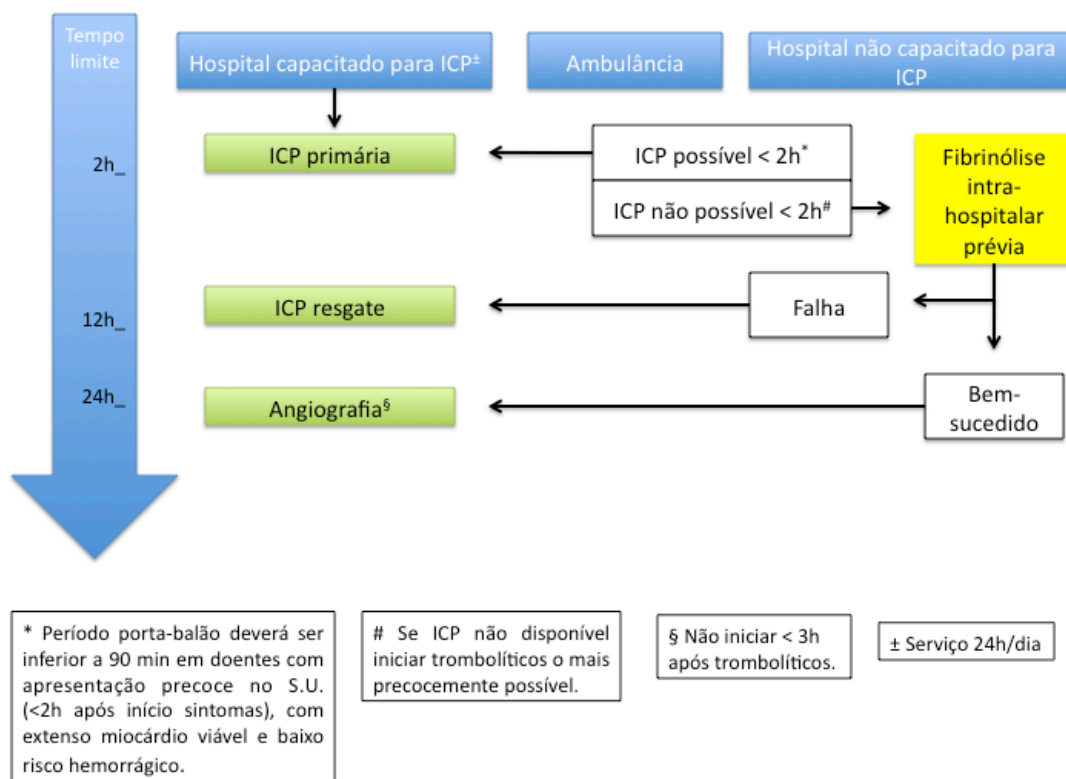 Tempo
limite
Hospital capacitado para ICP±
Ambulância
Hospital não capacitado para
ICP
2h_
ICP primária
ICP possível < 2h*
ICP não possível < 2h#
Fibrinólise
intra-
hospitalar
prévia
12h_
ICP resgate
Falha
24h_
Angiografia§
Bem-
sucedido
* Período porta-balão deverá ser
inferior a 90 min em doentes com
apresentação precoce no S.U.
(<2h após início sintomas), com
extenso miocárdio viável e baixo
risco hemorrágico.
# Se ICP não disponível
iniciar trombolíticos o mais
precocemente possível.
§ Não iniciar < 3h
após trombolíticos.
± Serviço 24h/dia